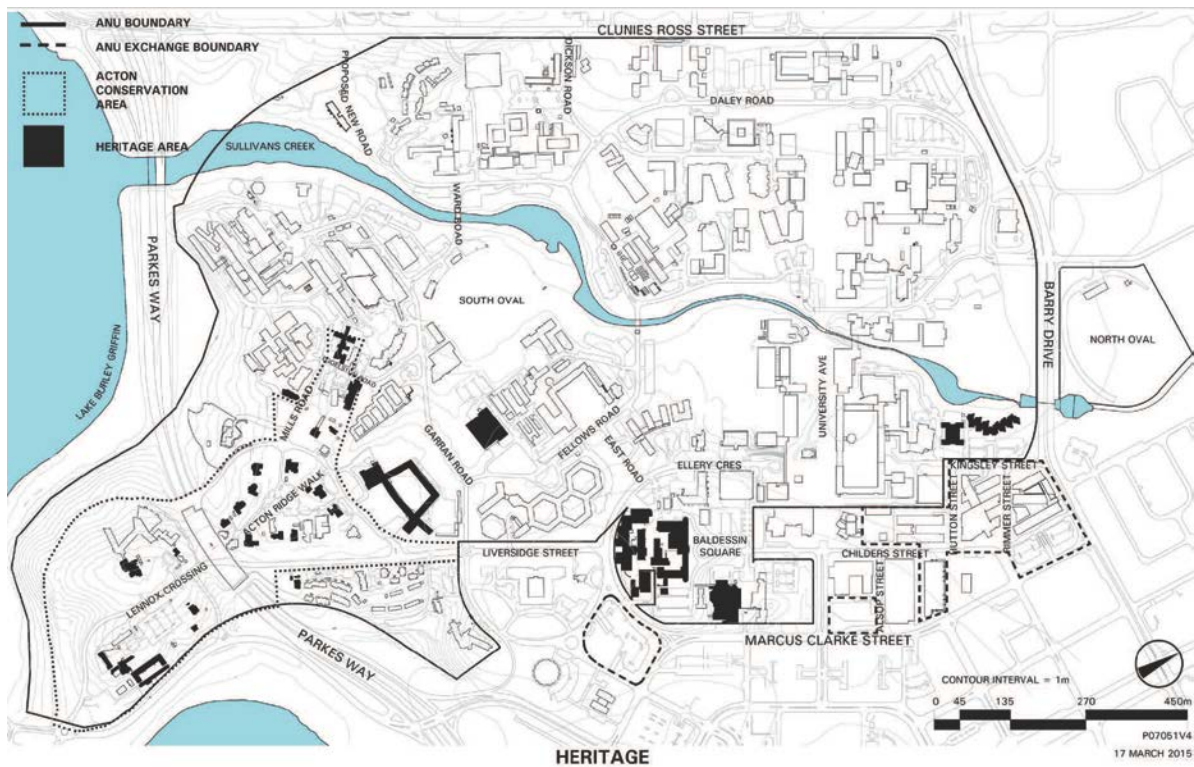 ANU BOUNDARY
ANU EXCHANGE BOUNDARY
ACTON
CONSERVATION
AREA
HERITAGE AREA
CLUNIES ROSS STREET
PROPOSED NEW ROAD
DICKSON ROAD
DALEY ROAD
SULLIVANS CREEK
WARD ROAD
PARKES WAY
SOUTH OVAL
BARRY DRIVE
NORTH OVAL
LAKE BURLEY GRIFFIN
MILLS ROAD
GARRAN ROAD
FELLOWS ROAD
EAST ROAD
UNIVERSITY AVE
ELLERY CRES
KINGSLEY STREET
HUTTON STREET
RIMMER STREET
ACTON RIDGE WALK
LIVERSIDGE STREET
BALDESSIN
SQUARE
CHILDERS STREET
LENNOX CROSSING
PARKES WAY
MARCUS CLARKE STREET
CONTOUR INTERVAL = 1m
0 45 135 270 450m
P07051V4
17 MARCH 2015
HERITAGE